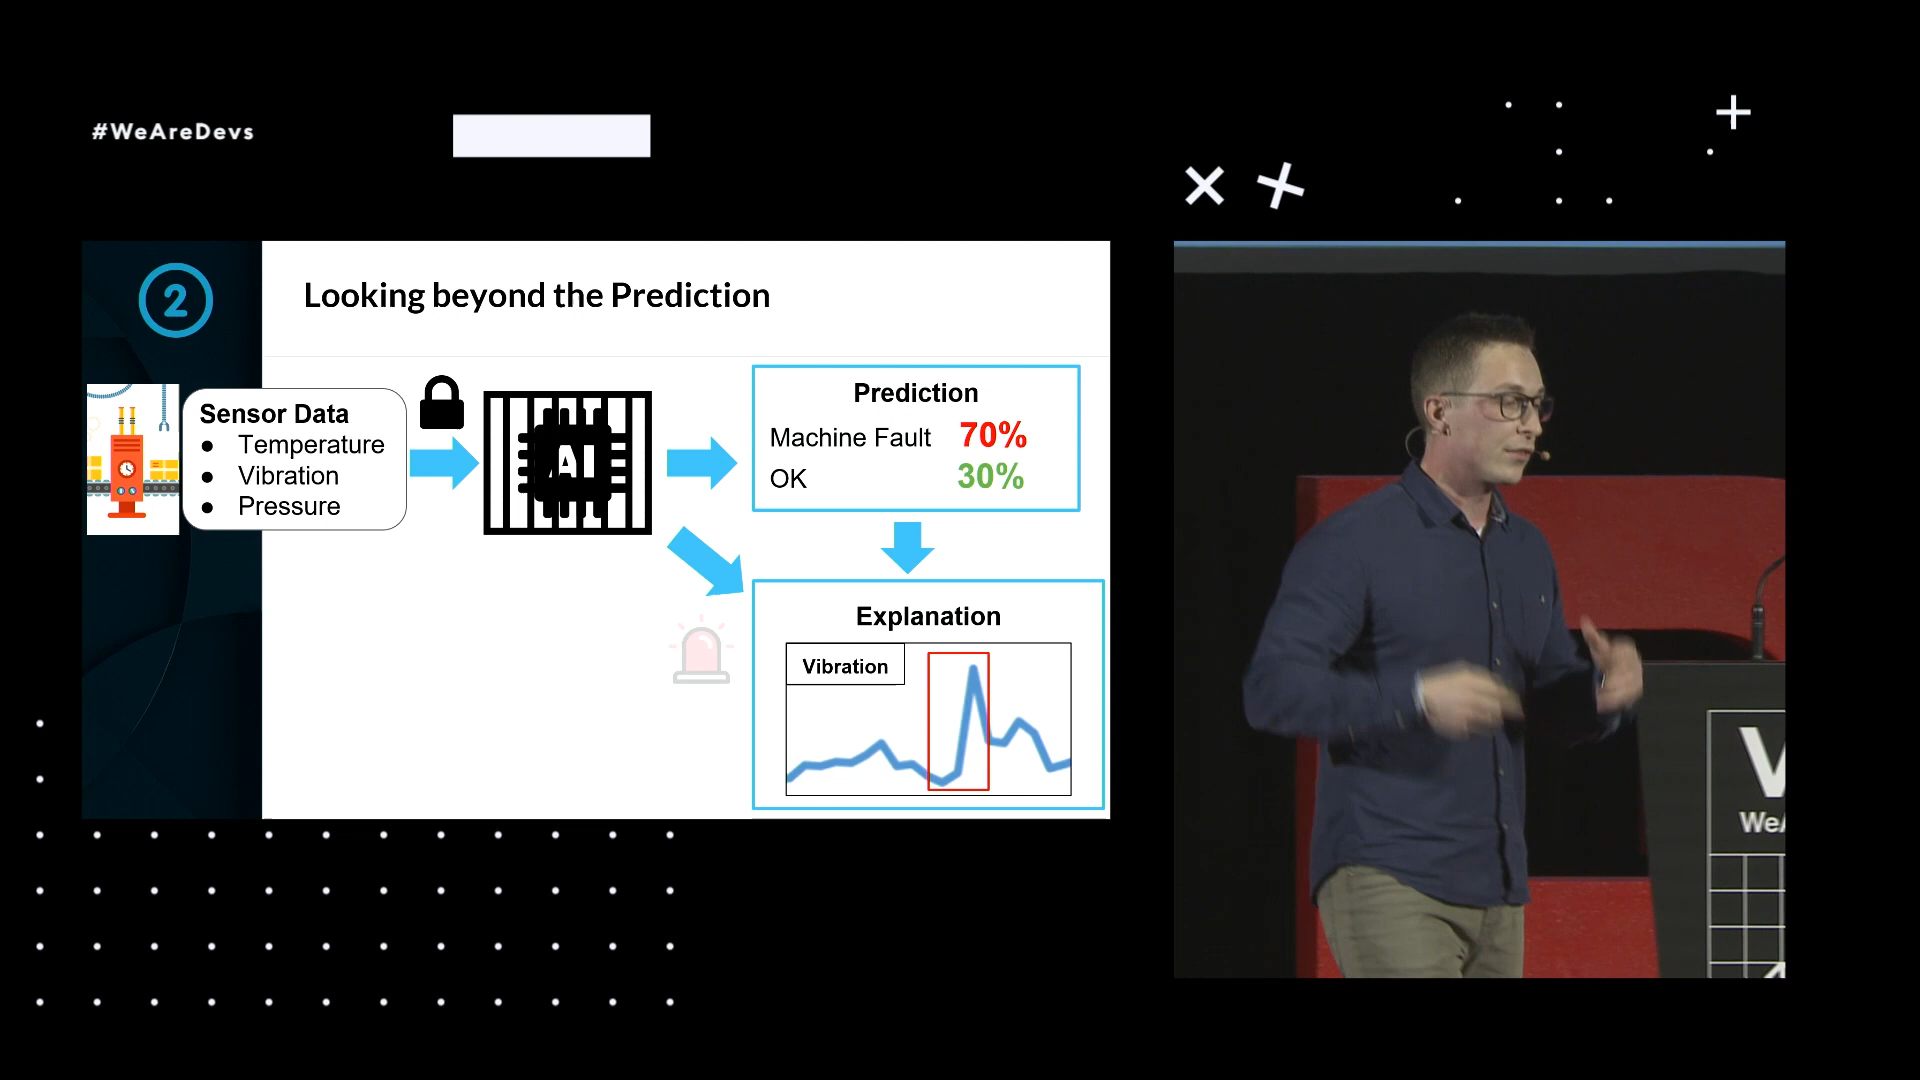 #WeAreDevs
2
Looking beyond the Prediction
Sensor Data
● Temperature
● Vibration
● Pressure
AI
Prediction
Machine Fault 70%
OK 30%
Explanation
Vibration